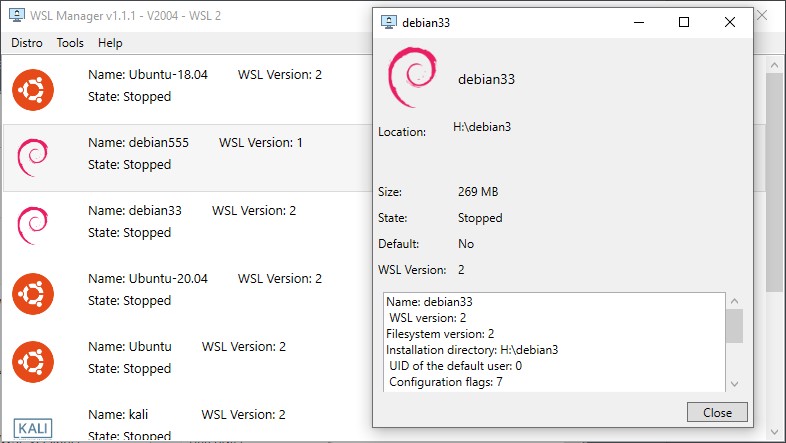 WSL Manager v1.1.1 - V2004 - WSL 2
Distro Tools Help
Name: Ubuntu-18.04 WSL Version: 2
State: Stopped
Name: debian555 WSL Version: 1
State: Stopped
Name: debian33 WSL Version: 2
State: Stopped
Name: Ubuntu-20.04 WSL Version: 2
State: Stopped
Name: Ubuntu WSL Version: 2
State: Stopped
KALI
Name: kali WSL Version: 2
State: Stopped
debian33
debian33
Location: H:\debian3
Size: 269 MB
State: Stopped
Default: No
WSL Version: 2
Name: debian33
WSL version: 2
Filesystem version: 2
Installation directory: H:\debian3
UID of the default user: 0
Configuration flags: 7
Close